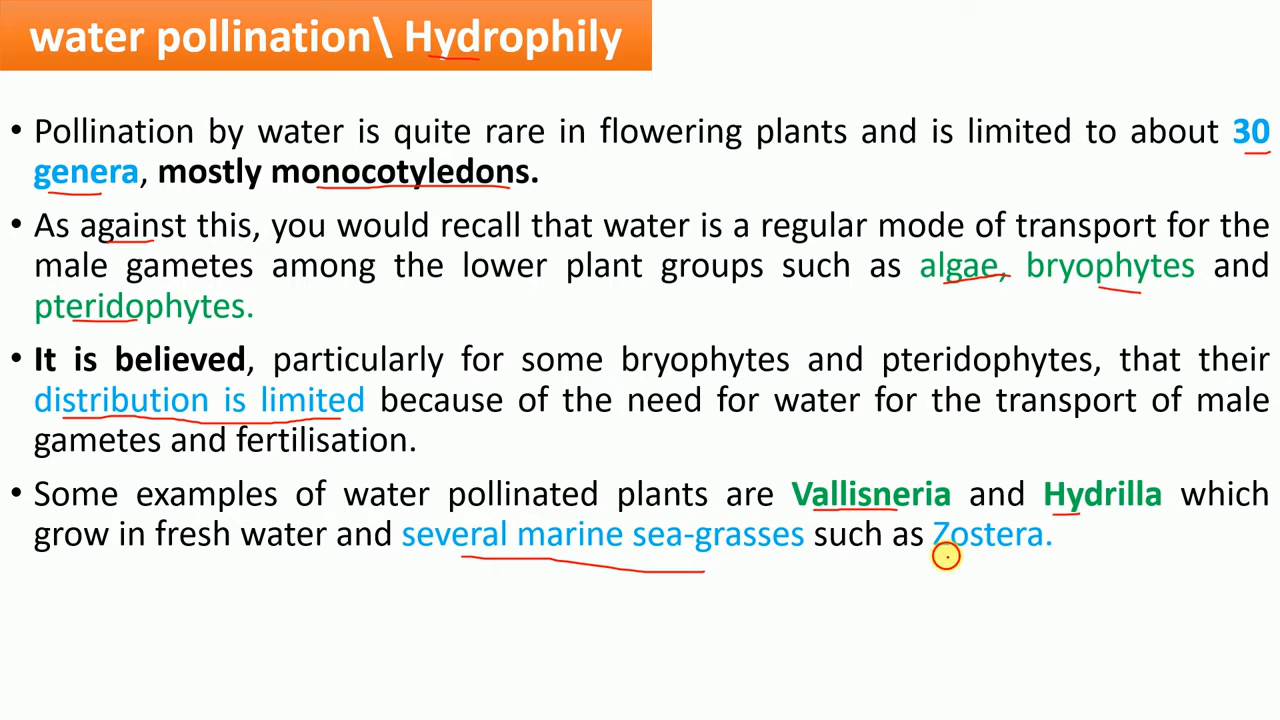 water pollination\ Hydrophily
• Pollination by water is quite rare in flowering plants and is limited to about 30
genera, mostly monocotyledons.
• As against this, you would recall that water is a regular mode of transport for the
male gametes among the lower plant groups such as algae, bryophytes and
pteridophytes.
• It is believed, particularly for some bryophytes and pteridophytes, that their
distribution is limited because of the need for water for the transport of male
gametes and fertilisation.
• Some examples of water pollinated plants are Vallisneria and Hydrilla which
grow in fresh water and several marine sea-grasses such as Zostera.